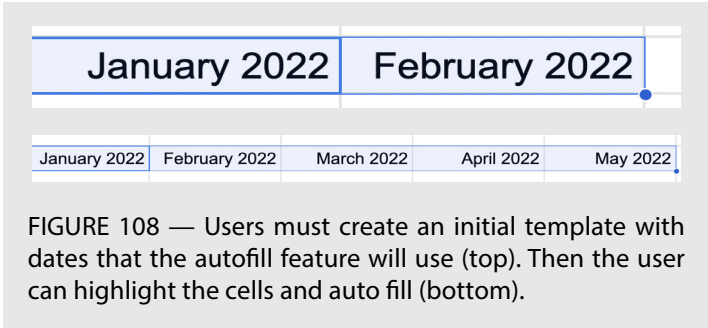 January 2022 February 2022
January 2022 February 2022 March 2022 April 2022 May 2022
FIGURE 108 — Users must create an initial template with
dates that the autofill feature will use (top). Then the user
can highlight the cells and auto fill (bottom).